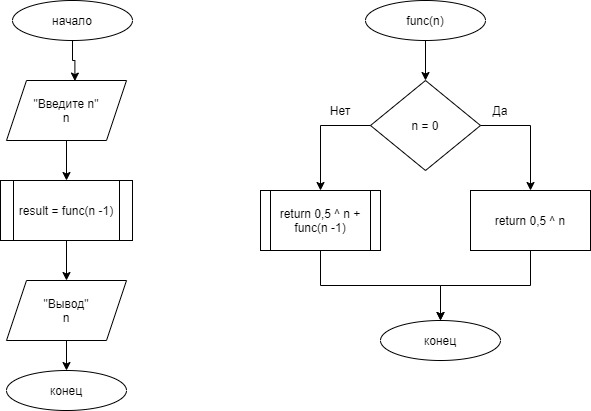 начало
"Введите n"
n
result = func(n -1)
"Вывод"
n
конец
func(n)
n = 0
Нет
Да
return 0,5 ^ n +
func(n -1)
return 0,5 ^ n
конец